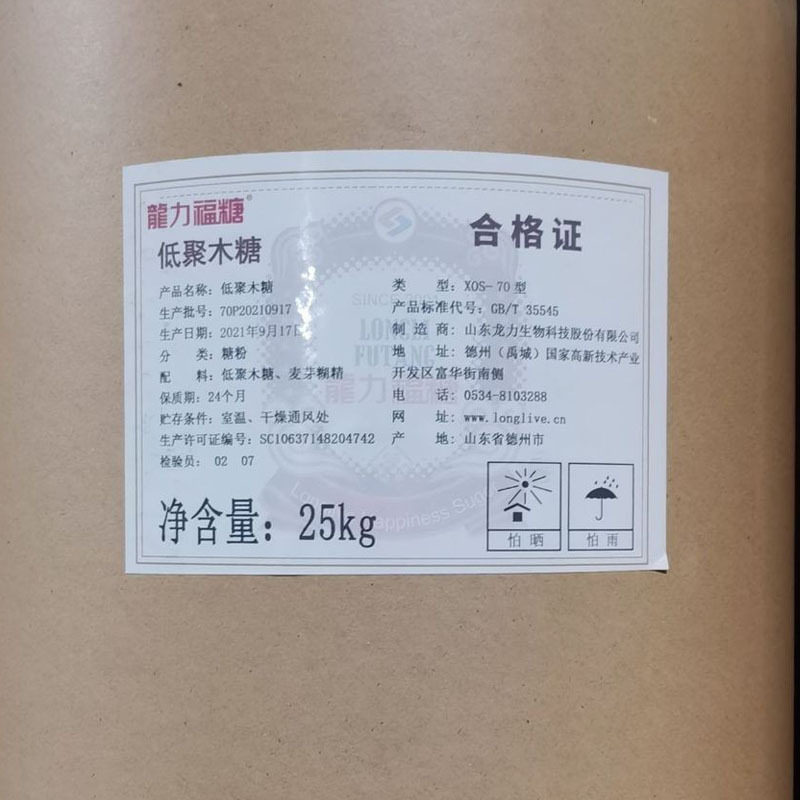 龍力福糖®
低聚木糖
合格证
产品名称：低聚木糖
生产批号：70P20210917
生产日期：2021年9月17日
分 类：糖粉
配 料：低聚木糖、麦芽糊精
保质期：24个月
贮存条件：室温、干燥通风处
生产许可证编号：SC10637148204742
检验员： 02 07
类 型：XOS-70型
产品标准代号：GB/T 35545
制 造 商：山东龙力生物科技股份有限公司
地 址：德州（禹城）国家高新技术产业
开发区富华街南侧
电 话：0534-8103288
网 址：www.longlive.cn
产 地：山东省德州市
净含量：25kg
怕晒
怕雨
LONGLI
FUTANG
龍力福糖